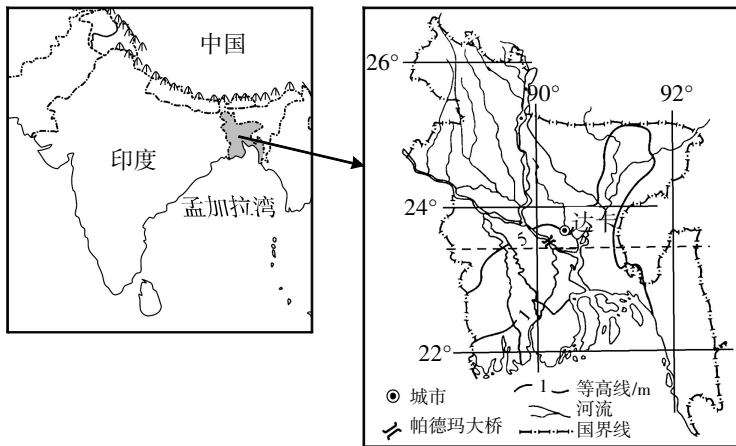 中国
印度
孟加拉湾
26°
90°
92°
24°
达卡
5
1
22°
城市
1 等高线/m
河流
帕德玛大桥
国界线